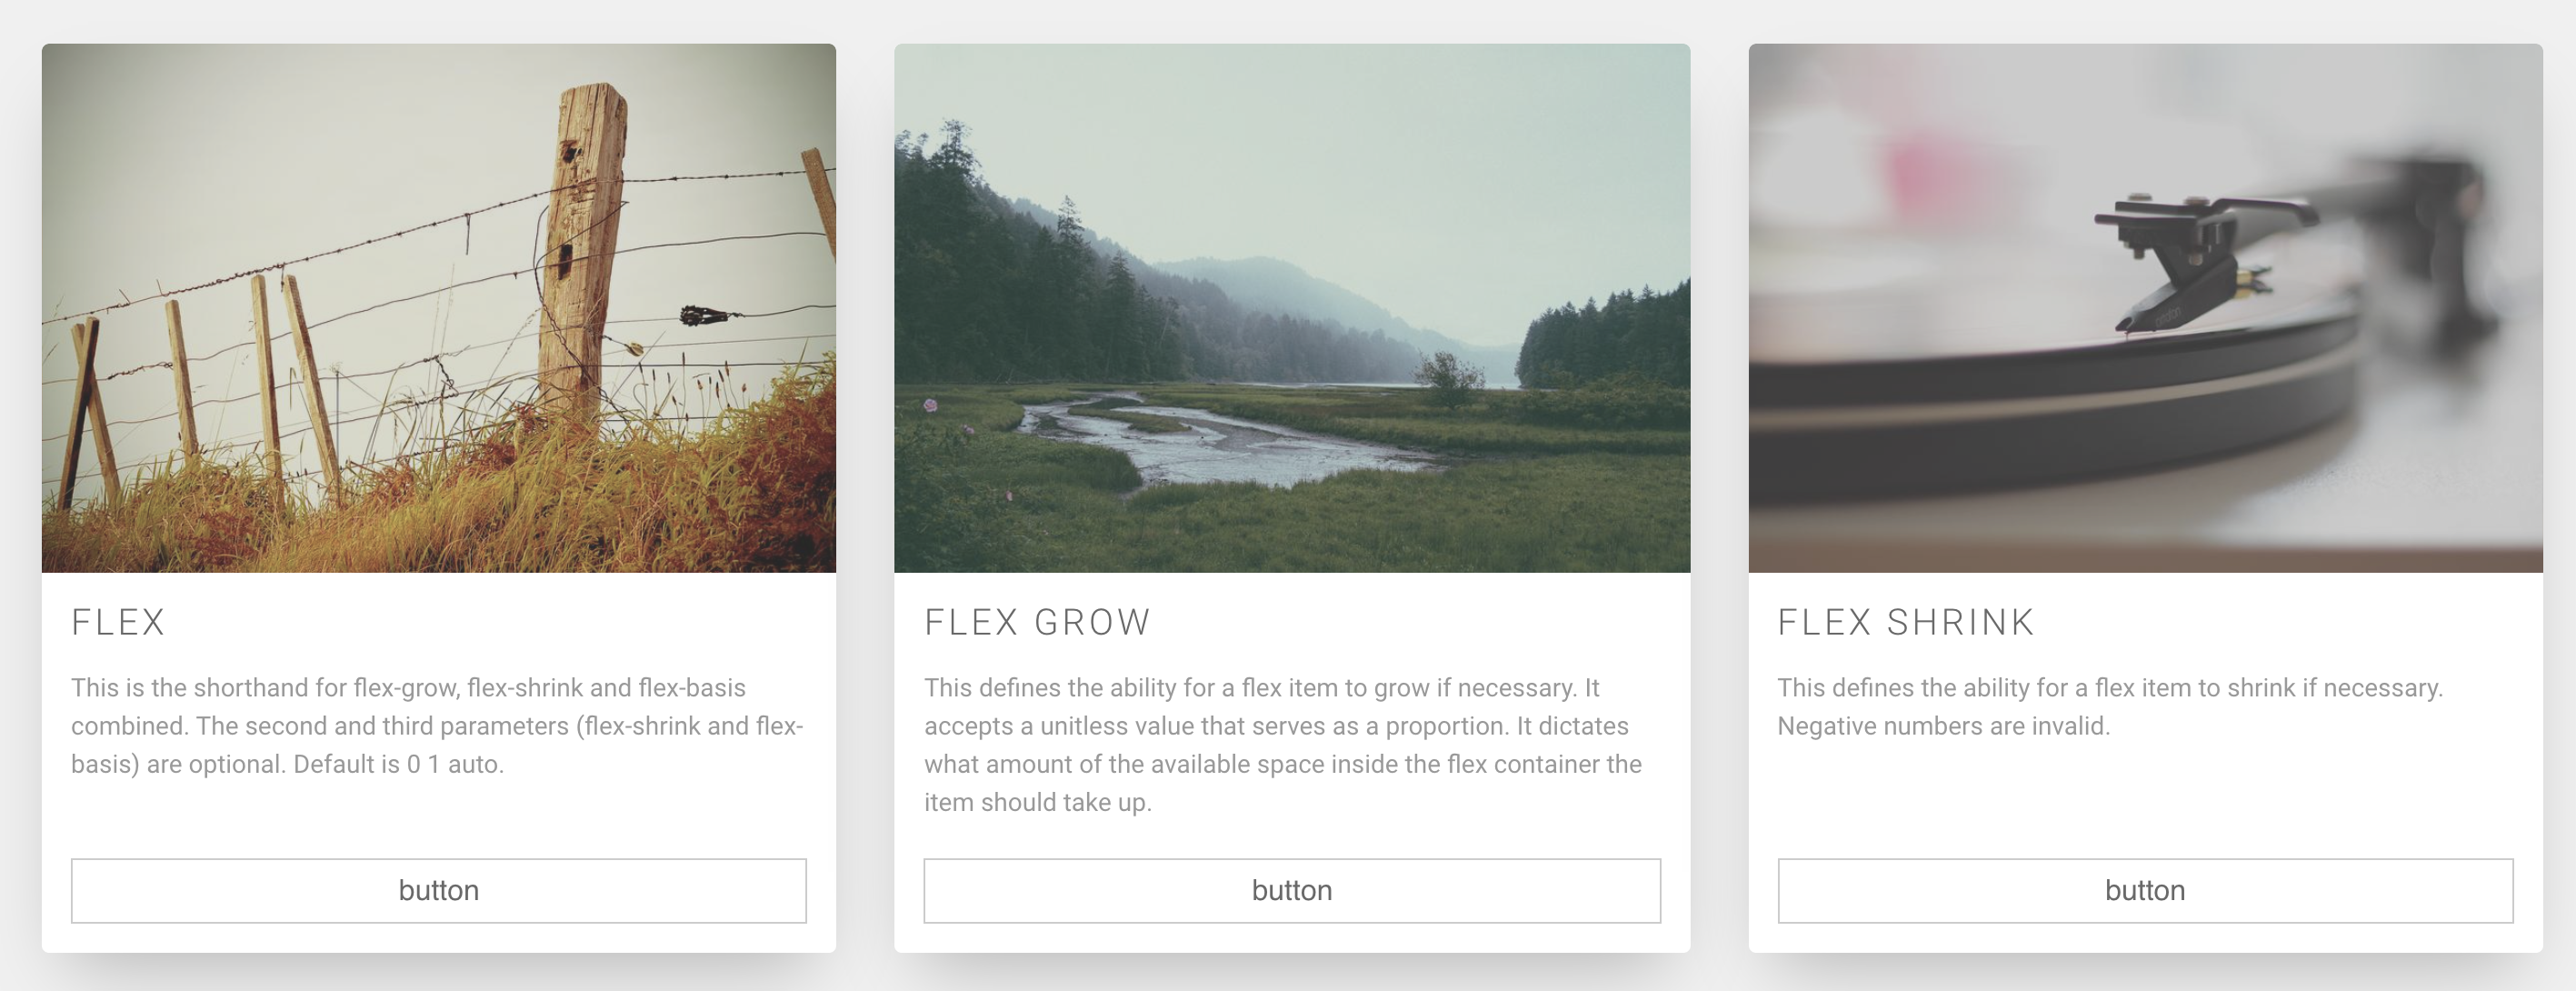 FLEX
This is the shorthand for flex-grow, flex-shrink and flex-basis
combined. The second and third parameters (flex-shrink and flex-
basis) are optional. Default is 0 1 auto.
button
FLEX GROW
This defines the ability for a flex item to grow if necessary. It
accepts a unitless value that serves as a proportion. It dictates
what amount of the available space inside the flex container the
item should take up.
button
FLEX SHRINK
This defines the ability for a flex item to shrink if necessary.
Negative numbers are invalid.
button